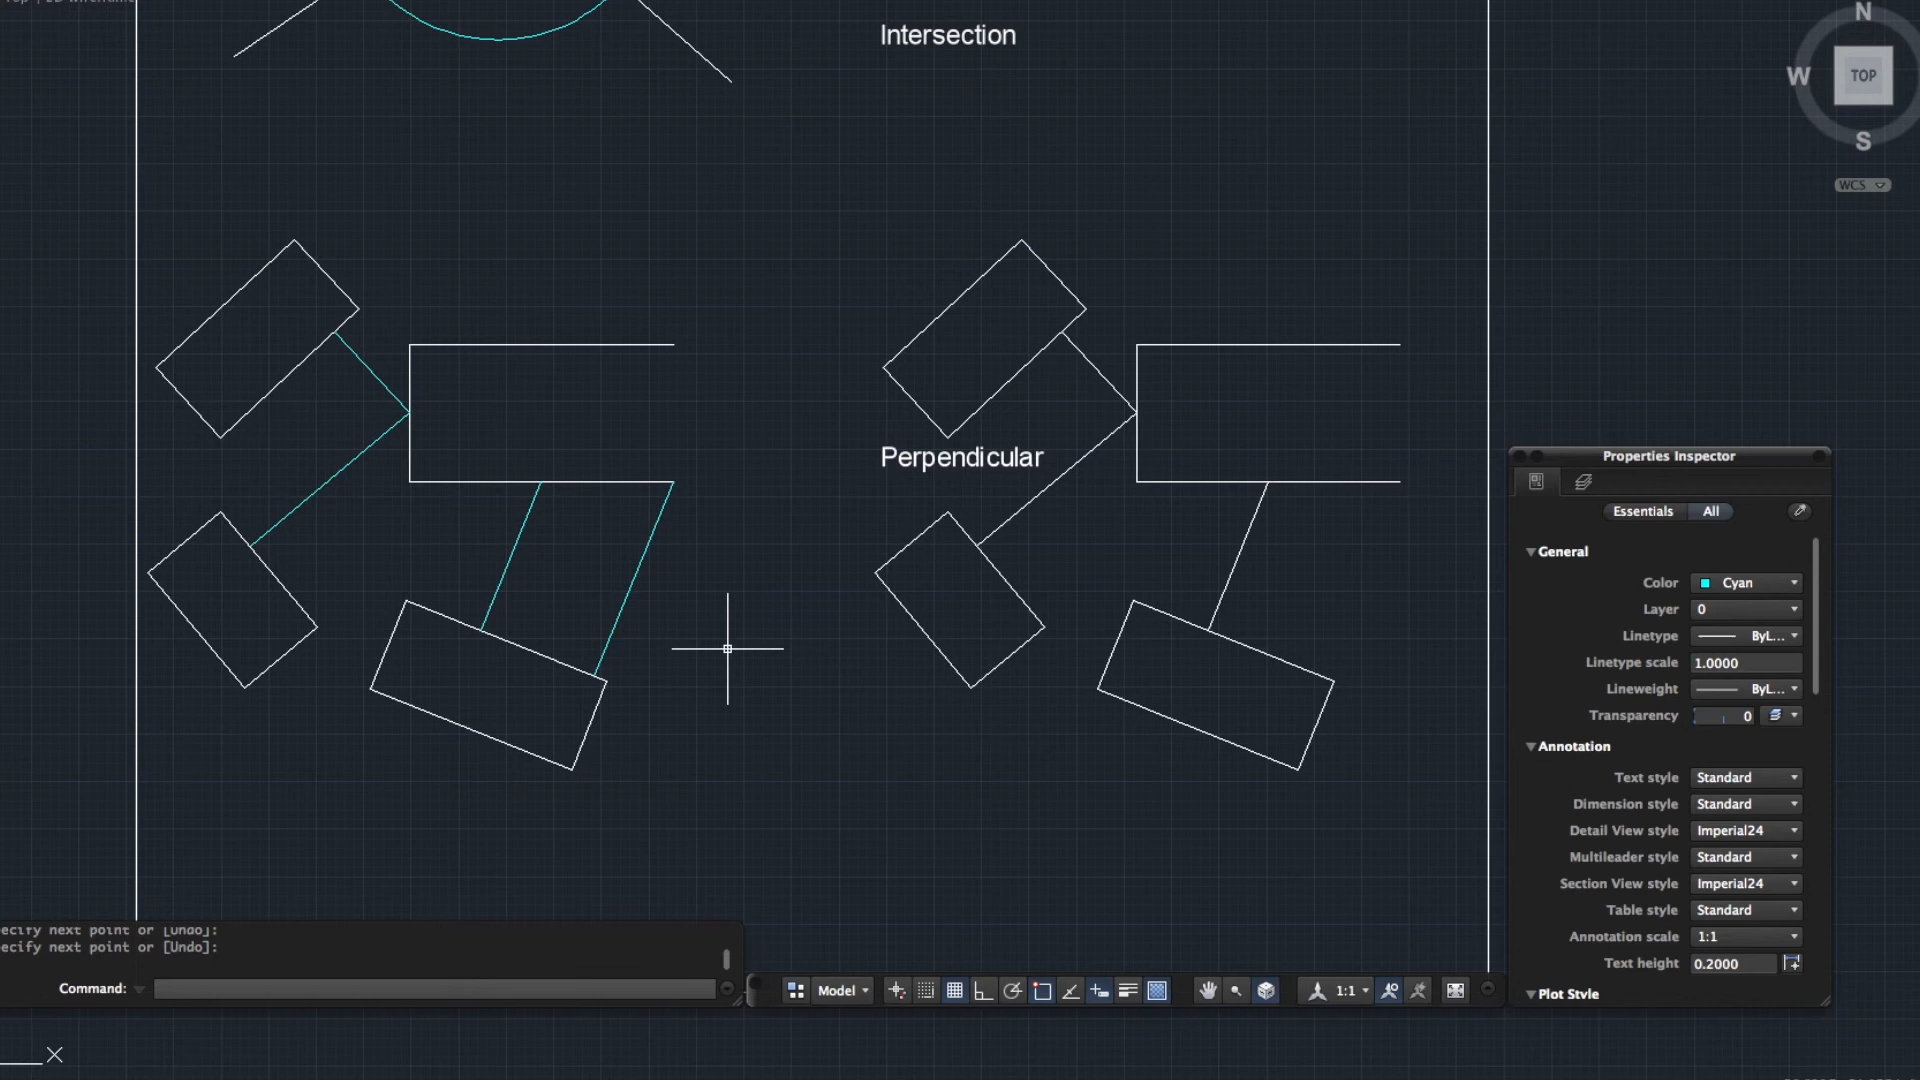 Intersection
N
W
TOP
S
WCS
Perpendicular
Properties Inspector
Essentials All
General
Color Cyan
Layer 0
Linetype ByL...
Linetype scale 1.0000
Lineweight ByL...
Transparency 0
Annotation
Text style Standard
Dimension style Standard
Detail View style Imperial24
Multileader style Standard
Section View style Imperial24
Table style Standard
Annotation scale 1:1
Text height 0.2000
Plot Style
ecify next point or [Undo]:
ecify next point or [Undo]:
Command:
Model
1:1